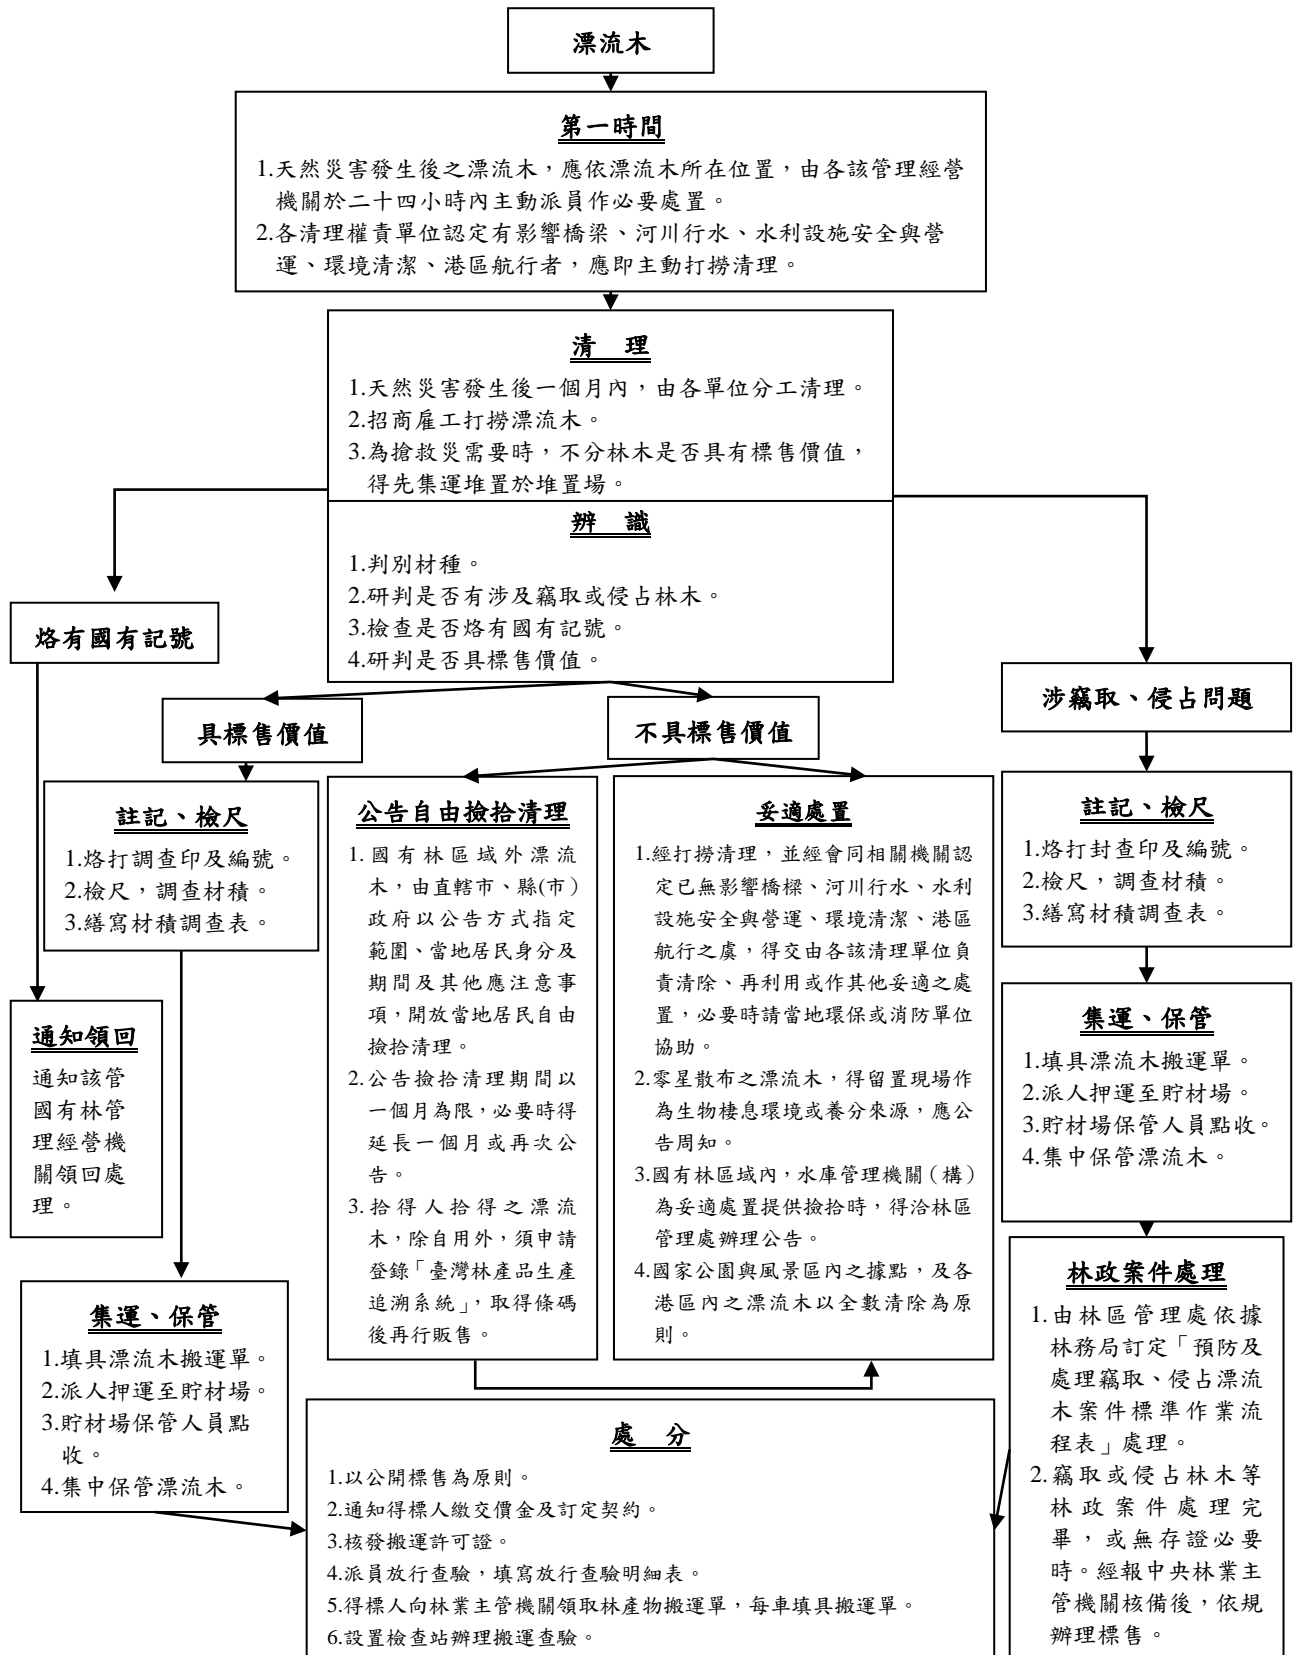 漂流木
第一時間
1.天然災害發生後之漂流木，應依漂流木所在位置，由各該管理經營
機關於二十四小時內主動派員作必要處置。
2.各清理權責單位認定有影響橋梁、河川行水、水利設施安全與營
運、環境清潔、港區航行者，應即主動打撈清理。
清 理
1.天然災害發生後一個月內，由各單位分工清理。
2.招商雇工打撈漂流木。
3.為搶救災需要時，不分林木是否具有標售價值，
得先集運堆置於堆置場。
辨 識
1.判別材種。
2.研判是否有涉及竊取或侵占林木。
3.檢查是否烙有國有記號。
4.研判是否具標售價值。
烙有國有記號
通知領回
通知該管
國有林管
理經營機
關領回處
理。
具標售價值
註記、檢尺
1.烙打調查印及編號。
2.檢尺，調查材積。
3.繕寫材積調查表。
集運、保管
1.填具漂流木搬運單。
2.派人押運至貯材場。
3.貯材場保管人員點
收。
4.集中保管漂流木。
不具標售價值
公告自由撿拾清理
1. 國有林區域外漂流
木，由直轄市、縣(市)
政府以公告方式指定
範圍、當地居民身分及
期間及其他應注意事
項，開放當地居民自由
撿拾清理。
2. 公告撿拾清理期間以
一個月為限，必要時得
延長一個月或再次公
告。
3. 拾得人拾得之漂流
木，除自用外，須申請
登錄「臺灣林產品生產
追溯系統」，取得條碼
後再行販售。
妥適處置
1.經打撈清理，並經會同相關機關認
定已無影響橋樑、河川行水、水利
設施安全與營運、環境清潔、港區
航行之虞，得交由各該清理單位負
責清除、再利用或作其他妥適之處
置，必要時請當地環保或消防單位
協助。
2.零星散布之漂流木，得留置現場作
為生物棲息環境或養分來源，應公
告周知。
3.國有林區域內，水庫管理機關（構）
為妥適處置提供撿拾時，得洽林區
管理處辦理公告。
4.國家公園與風景區內之據點，及各
港區內之漂流木以全數清除為原
則。
涉竊取、侵占問題
註記、檢尺
1.烙打封查印及編號。
2.檢尺，調查材積。
3.繕寫材積調查表。
集運、保管
1.填具漂流木搬運單。
2.派人押運至貯材場。
3.貯材場保管人員點收。
4.集中保管漂流木。
林政案件處理
1.由林區管理處依據
林務局訂定「預防及
處理竊取、侵占漂流
木案件標準作業流
程表」處理。
2.竊取或侵占林木等
林政案件處理完
畢，或無存證必要
時。經報中央林業主
管機關核備後，依規
辦理標售。
處 分
1.以公開標售為原則。
2.通知得標人繳交價金及訂定契約。
3.核發搬運許可證。
4.派員放行查驗，填寫放行查驗明細表。
5.得標人向林業主管機關領取林產物搬運單，每車填具搬運單。
6.設置檢查站辦理搬運查驗。